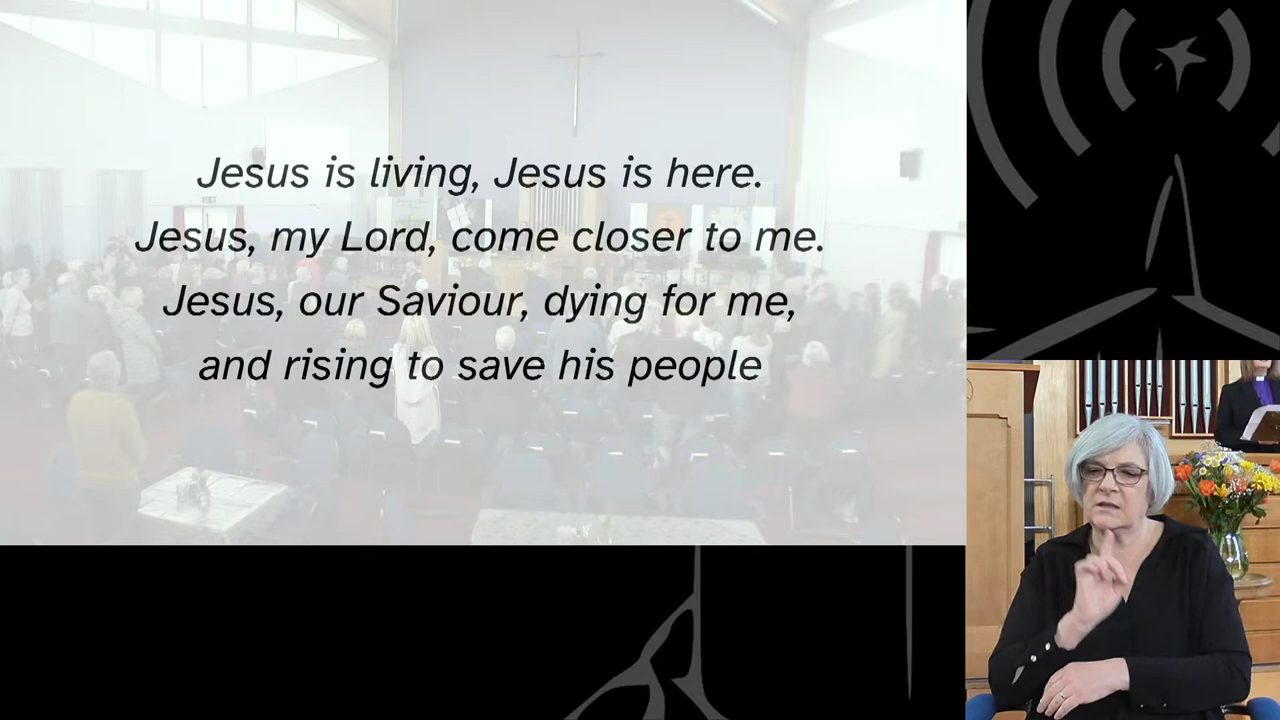 Jesus is living, Jesus is here.
Jesus, my Lord, come closer to me.
Jesus, our Saviour, dying for me,
and rising to save his people